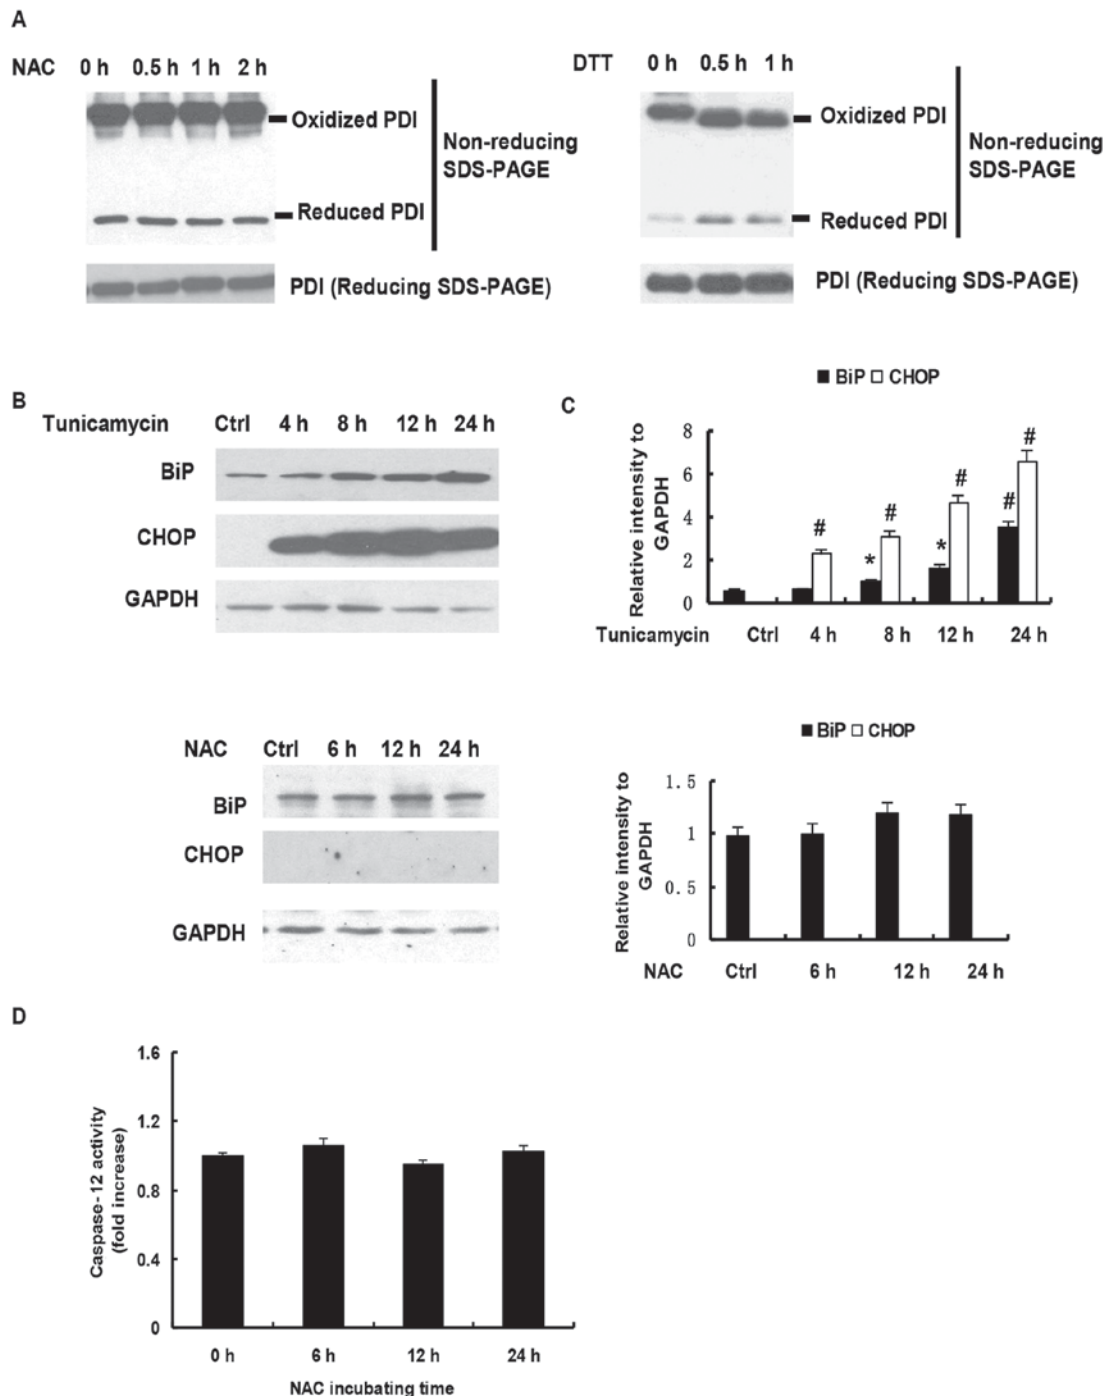 A
NAC 0 h 0.5 h 1 h 2 h
Oxidized PDI
Reduced PDI
Non-reducing
SDS-PAGE
PDI (Reducing SDS-PAGE)
DTT 0 h 0.5 h 1 h
Oxidized PDI
Reduced PDI
Non-reducing
SDS-PAGE
PDI (Reducing SDS-PAGE)
B
Tunicamycin Ctrl 4 h 8 h 12 h 24 h
BiP
CHOP
GAPDH
NAC Ctrl 6 h 12 h 24 h
BiP
CHOP
GAPDH
C
BiP CHOP
Relative intensity to
GAPDH
8
6
4
2
0
# # # # # * *
Tunicamycin Ctrl 4 h 8 h 12 h 24 h
BiP CHOP
Relative intensity to
GAPDH
1.5
1
0.5
0
NAC Ctrl 6 h 12 h 24 h
D
Caspase-12 activity
(fold increase)
1.6
1.2
0.8
0.4
0
0 h 6 h 12 h 24 h
NAC incubating time